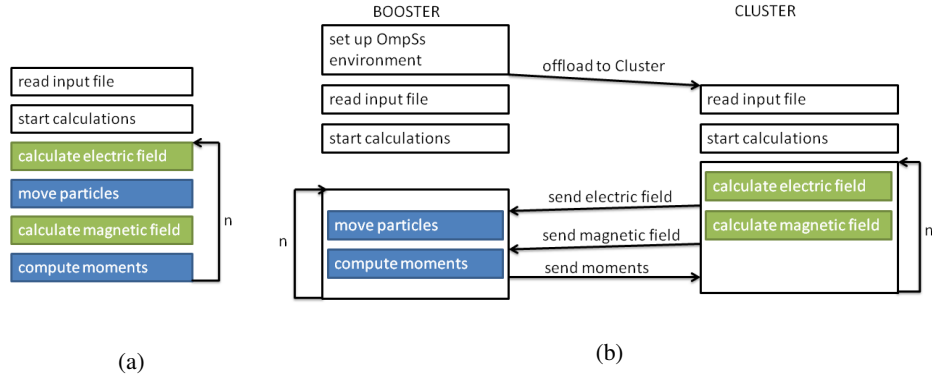 read input file
start calculations
calculate electric field
move particles
calculate magnetic field
compute moments
n
(a)
BOOSTER
set up OmpSs
environment
read input file
start calculations
n
move particles
compute moments
offload to Cluster
send electric field
send magnetic field
send moments
CLUSTER
read input file
start calculations
calculate electric field
calculate magnetic field
n
(b)